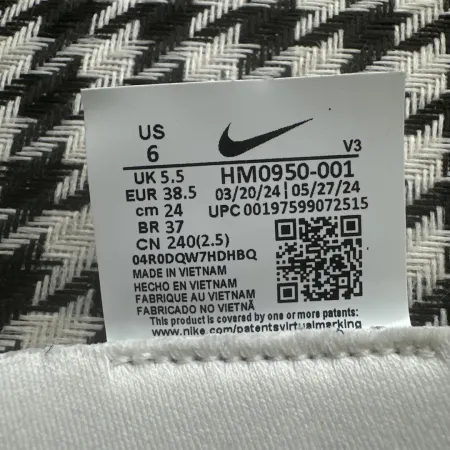 US
6
V3
UK 5.5
EUR 38.5
cm 24
BR 37
CN 240(2.5)
04R0DQW7HDHBQ
HM0950-001
03/20/24 | 05/27/24
UPC 00197599072515
MADE IN VIETNAM
HECHO EN VIETNAM
FABRIQUE AU VIETNAM
FABRICADO NO VIETNÃ
This product is covered by one or more patents.
www.nike.com/patentsvirtualmarking